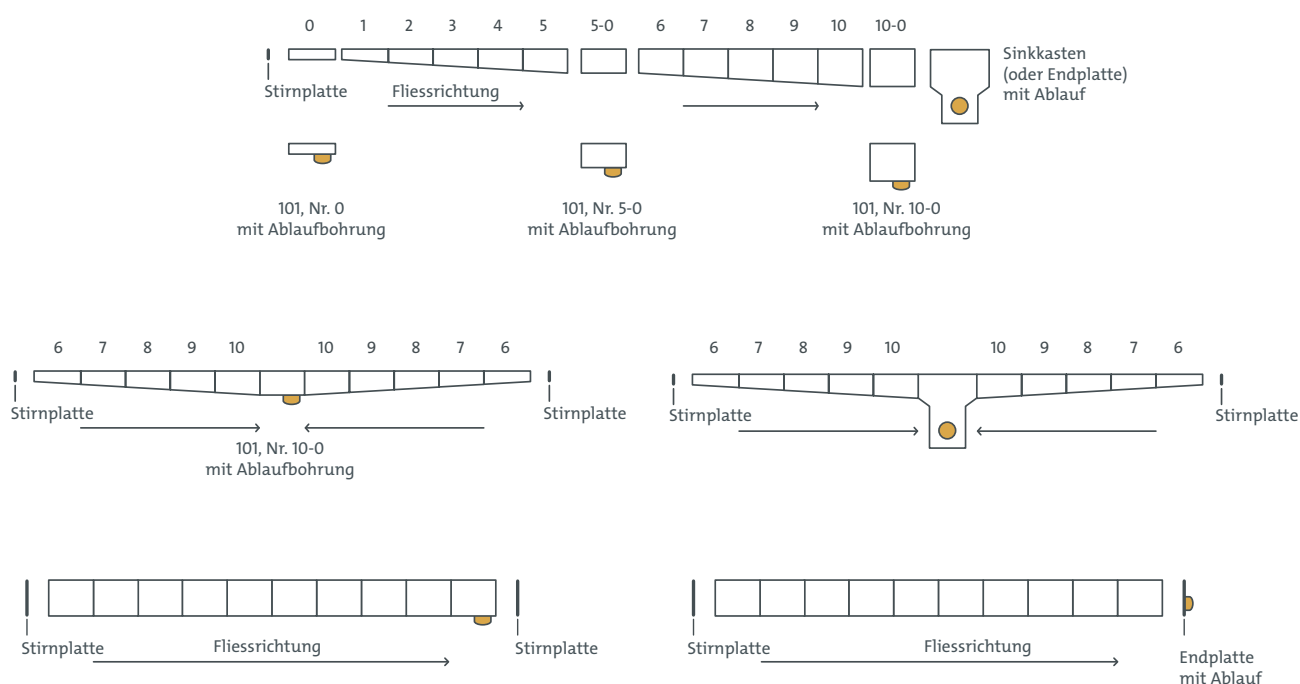 0 1 2 3 4 5 5-0 6 7 8 9 10 10-0
Sinkkasten
(oder Endplatte)
mit Ablauf
Stirnplatte
Fliessrichtung
101, Nr. 0
mit Ablaufbohrung
101, Nr. 5-0
mit Ablaufbohrung
101, Nr. 10-0
mit Ablaufbohrung
6 7 8 9 10 10 9 8 7 6
Stirnplatte
Stirnplatte
101, Nr. 10-0
mit Ablaufbohrung
6 7 8 9 10 10 9 8 7 6
Stirnplatte
Stirnplatte
Stirnplatte
Fliessrichtung
Stirnplatte
Stirnplatte
Fliessrichtung
Endplatte
mit Ablauf